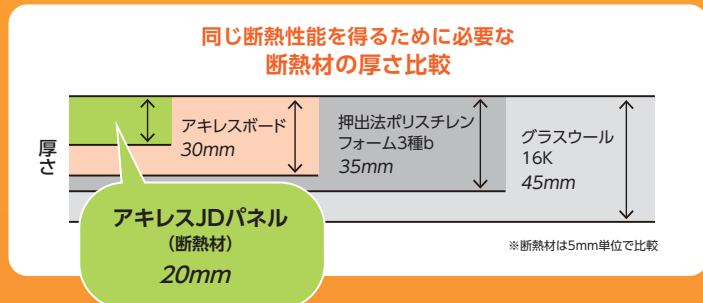 同じ断熱性能を得るために必要な
断熱材の厚さ比較
厚さ
アキレスボード
30mm
押出法ポリスチレン
フォーム3種b
35mm
グラスウール
16K
45mm
アキレスJDパネル
(断熱材)
20mm
※断熱材は5mm単位で比較